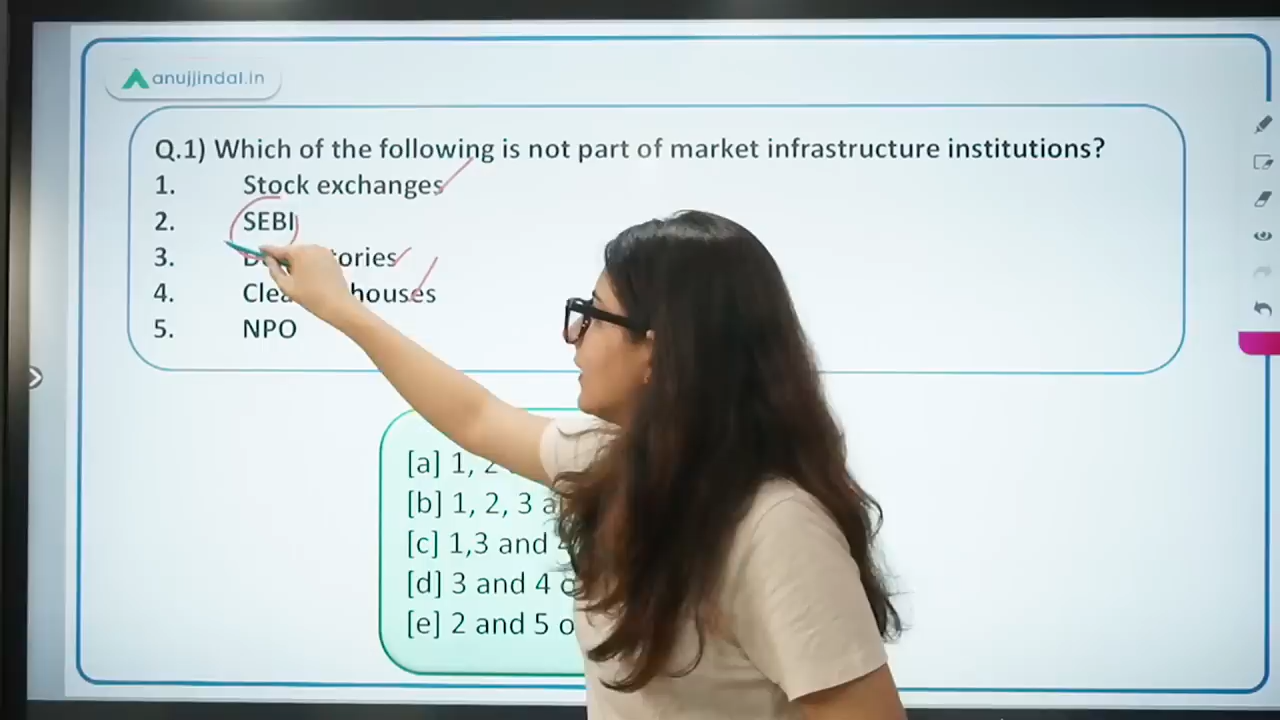 anujjindal.in
Q.1) Which of the following is not part of market infrastructure institutions?
1. Stock exchanges
2. SEBI
3.
4. houses
5. NPO
[a] 1, 2
[b] 1, 2, 3
[c] 1,3 and
[d] 3 and 4
[e] 2 and 5